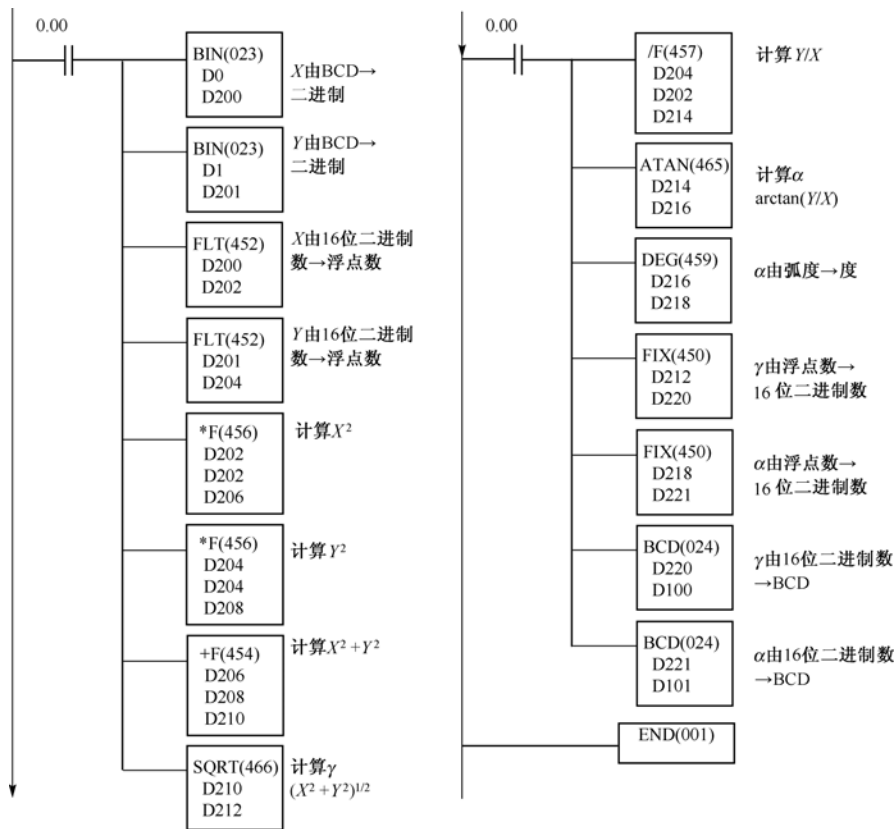 0.00
BIN(023)
D0
D200
X由BCD→
二进制
BIN(023)
D1
D201
Y由BCD→
二进制
FLT(452)
D200
D202
X由16位二进制
数→浮点数
FLT(452)
D201
D204
Y由16位二进制
数→浮点数
*F(456)
D202
D202
D206
计算X²
*F(456)
D204
D204
D208
计算Y²
+F(454)
D206
D208
D210
计算X²+Y²
SQRT(466)
D210
D212
计算γ
(X²+Y²)¹/²
0.00
/F(457)
D204
D202
D214
计算Y/X
ATAN(465)
D214
D216
计算α
arctan(Y/X)
DEG(459)
D216
D218
α由弧度→度
FIX(450)
D212
D220
γ由浮点数→
16位二进制数
FIX(450)
D218
D221
α由浮点数→
16位二进制数
BCD(024)
D220
D100
γ由16位二进制数
→BCD
BCD(024)
D221
D101
α由16位二进制数
→BCD
END(001)